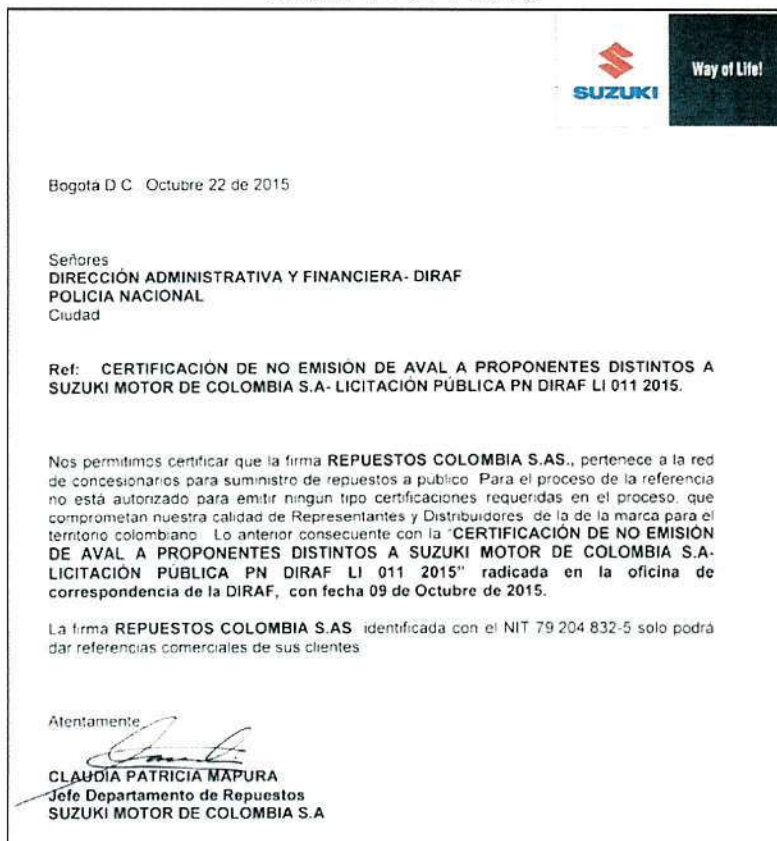 SUZUKI
Way of Life!
Bogotá D C Octubre 22 de 2015
Señores
DIRECCIÓN ADMINISTRATIVA Y FINANCIERA- DIRAF
POLICIA NACIONAL
Ciudad
Ref: CERTIFICACIÓN DE NO EMISIÓN DE AVAL A PROPONENTES DISTINTOS A
SUZUKI MOTOR DE COLOMBIA S.A- LICITACIÓN PÚBLICA PN DIRAF LI 011 2015.
Nos permitimos certificar que la firma REPUESTOS COLOMBIA S.AS., pertenece a la red
de concesionarios para suministro de repuestos a publico Para el proceso de la referencia
no está autorizado para emitir ningun tipo certificaciones requeridas en el proceso, que
comprometan nuestra calidad de Representantes y Distribuidores de la de la marca para el
territorio colombiano Lo anterior consecuente con la "CERTIFICACIÓN DE NO EMISIÓN
DE AVAL A PROPONENTES DISTINTOS A SUZUKI MOTOR DE COLOMBIA S.A-
LICITACIÓN PÚBLICA PN DIRAF LI 011 2015" radicada en la oficina de
correspondencia de la DIRAF, con fecha 09 de Octubre de 2015.
La firma REPUESTOS COLOMBIA S.AS identificada con el NIT 79 204 832-5 solo podrá
dar referencias comerciales de sus clientes
Atentamente
CLAUDIA PATRICIA MAPURA
Jefe Departamento de Repuestos
SUZUKI MOTOR DE COLOMBIA S.A